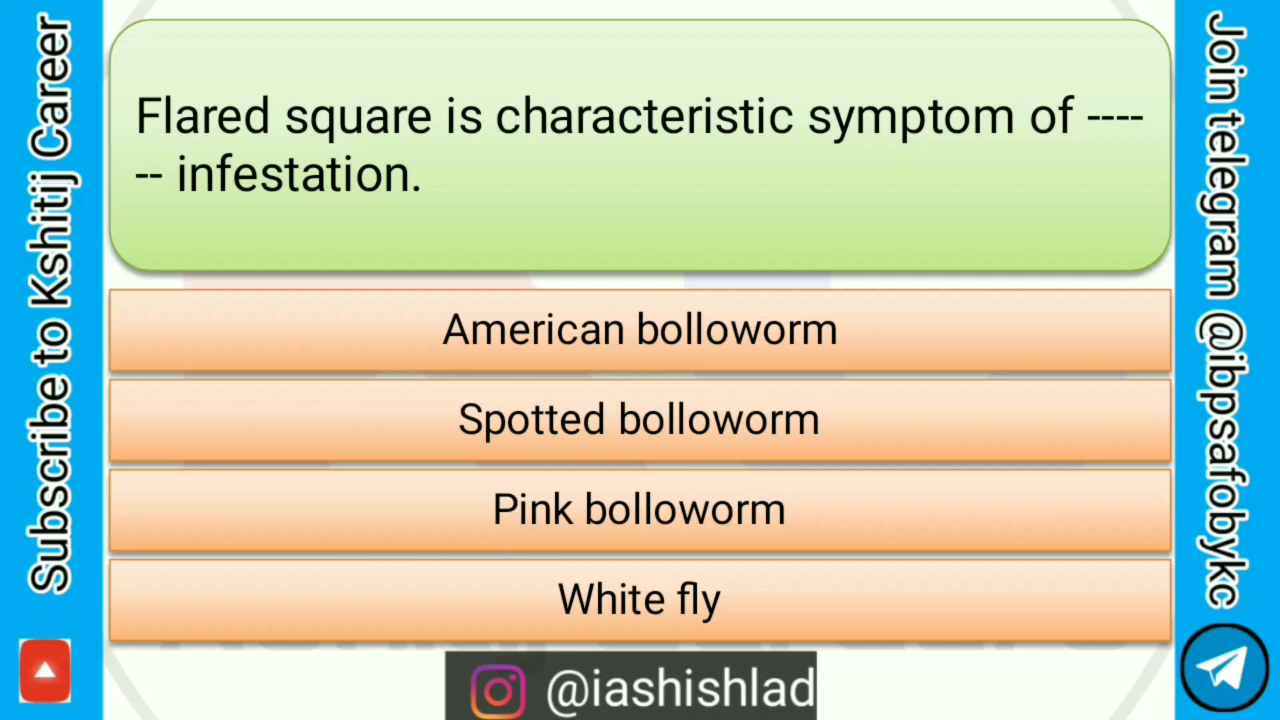 Flared square is characteristic symptom of ----
-- infestation.
American bolloworm
Spotted bolloworm
Pink bolloworm
White fly
@iashishlad
Subscribe to Kshitij Career
Join telegram @ibpsafobykc